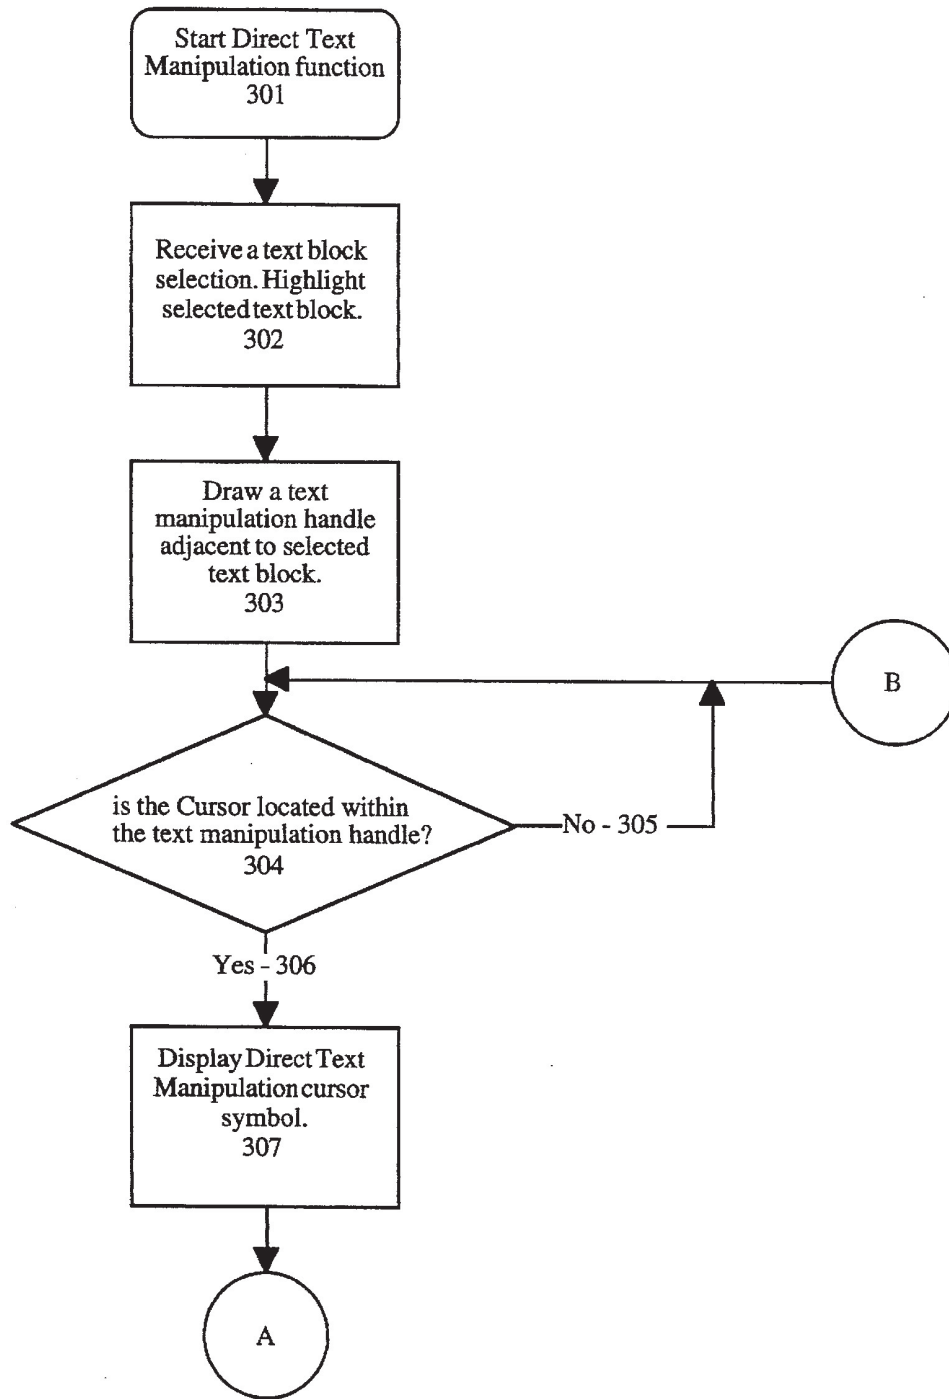 Start Direct Text
Manipulation function
301
Receive a text block
selection. Highlight
selected text block.
302
Draw a text
manipulation handle
adjacent to selected
text block.
303
B
is the Cursor located within
the text manipulation handle?
304
No - 305
Yes - 306
Display Direct Text
Manipulation cursor
symbol.
307
A